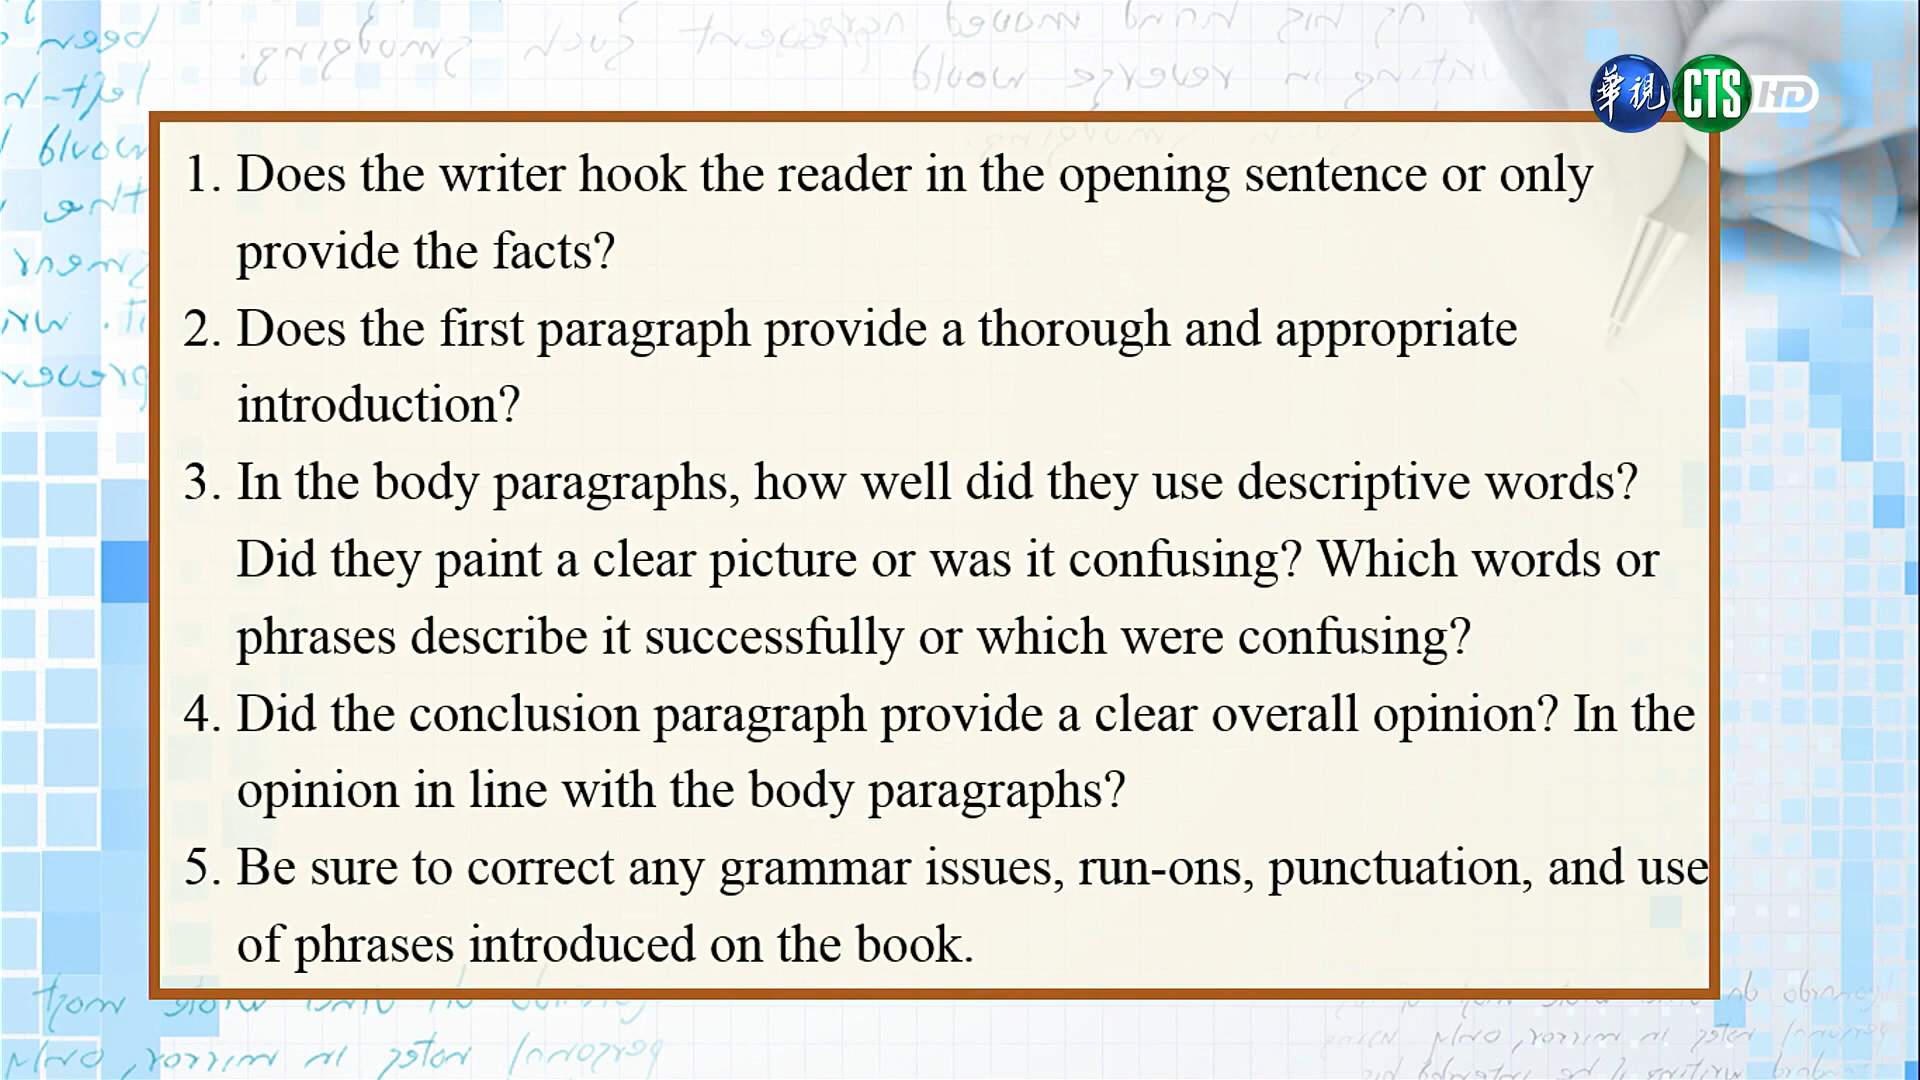 華視 CTS HD
1. Does the writer hook the reader in the opening sentence or only
provide the facts?
2. Does the first paragraph provide a thorough and appropriate
introduction?
3. In the body paragraphs, how well did they use descriptive words?
Did they paint a clear picture or was it confusing? Which words or
phrases describe it successfully or which were confusing?
4. Did the conclusion paragraph provide a clear overall opinion? In the
opinion in line with the body paragraphs?
5. Be sure to correct any grammar issues, run-ons, punctuation, and use
of phrases introduced on the book.